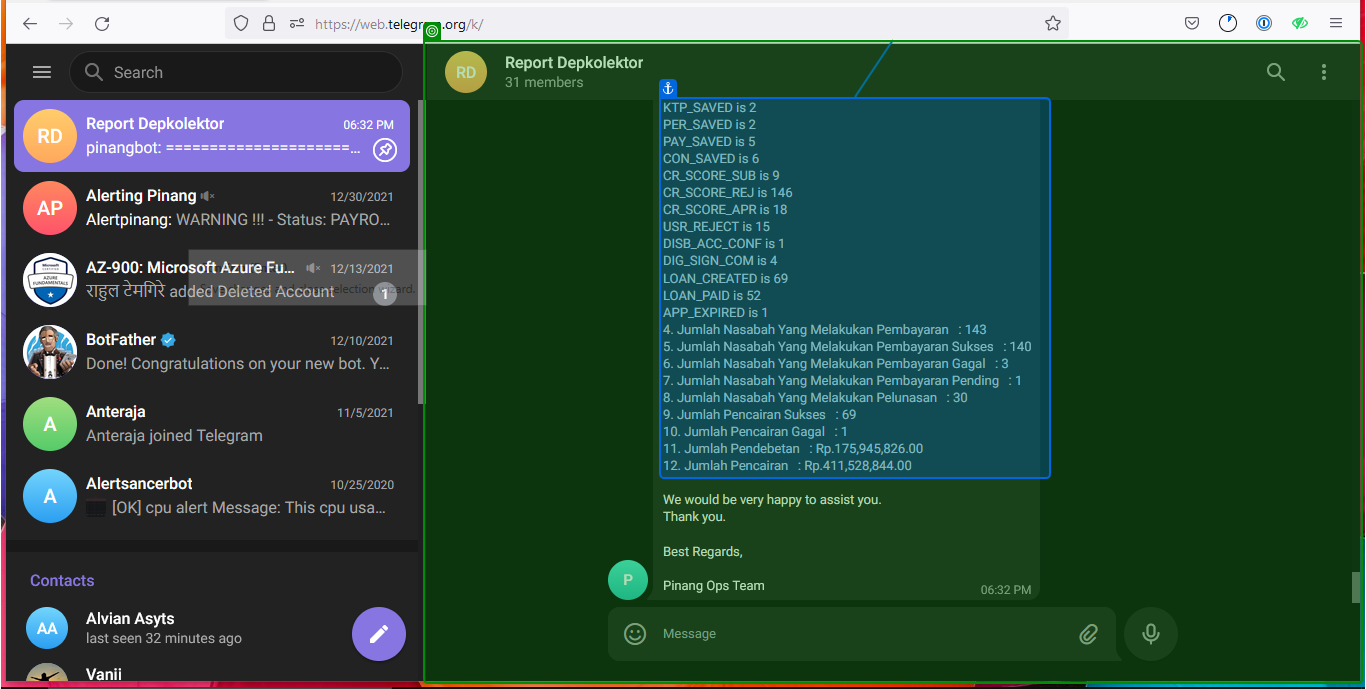 https://web.telegram.org/k/
Search
RD
Report Depkolektor
06:32 PM
pinangbot: =====================...
AP
Alerting Pinang
12/30/2021
Alertpinang: WARNING !!! - Status: PAYRO...
AZ-900: Microsoft Azure Fu...
12/13/2021
राहुल टेमगिरे added Deleted Account
1
BotFather
12/10/2021
Done! Congratulations on your new bot. Y...
A
Anteraja
11/5/2021
Anteraja joined Telegram
A
Alertsancerbot
10/25/2020
[OK] cpu alert Message: This cpu usa...
Contacts
AA
Alvian Asyts
last seen 32 minutes ago
Vanii
RD
Report Depkolektor
31 members
KTP_SAVED is 2
PER_SAVED is 2
PAY_SAVED is 5
CON_SAVED is 6
CR_SCORE_SUB is 9
CR_SCORE_REJ is 146
CR_SCORE_APR is 18
USR_REJECT is 15
DISB_ACC_CONF is 1
DIG_SIGN_COM is 4
LOAN_CREATED is 69
LOAN_PAID is 52
APP_EXPIRED is 1
4. Jumlah Nasabah Yang Melakukan Pembayaran : 143
5. Jumlah Nasabah Yang Melakukan Pembayaran Sukses : 140
6. Jumlah Nasabah Yang Melakukan Pembayaran Gagal : 3
7. Jumlah Nasabah Yang Melakukan Pembayaran Pending : 1
8. Jumlah Nasabah Yang Melakukan Pelunasan : 30
9. Jumlah Pencairan Sukses : 69
10. Jumlah Pencairan Gagal : 1
11. Jumlah Pendebetan : Rp.175,945,826.00
12. Jumlah Pencairan : Rp.411,528,844.00
We would be very happy to assist you.
Thank you.
Best Regards,
Pinang Ops Team
06:32 PM
P
Message